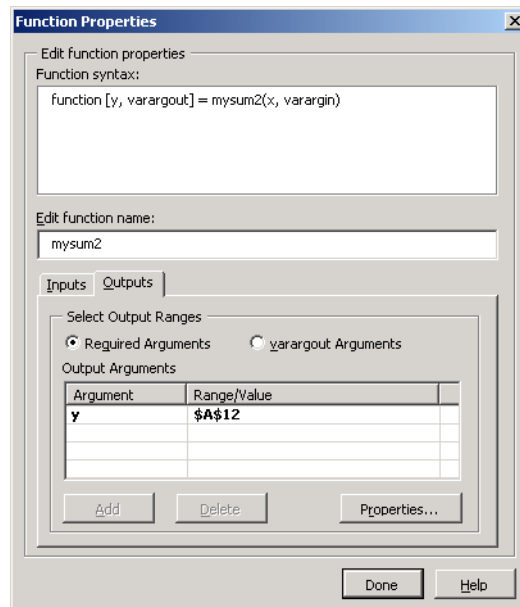 Function Properties
Edit function properties
Function syntax:
function [y, varargout] = mysum2(x, varargin)
Edit function name:
mysum2
Inputs Outputs
Select Output Ranges
Required Arguments varargout Arguments
Output Arguments
Argument Range/Value
y $A$12
Add Delete Properties...
Done Help